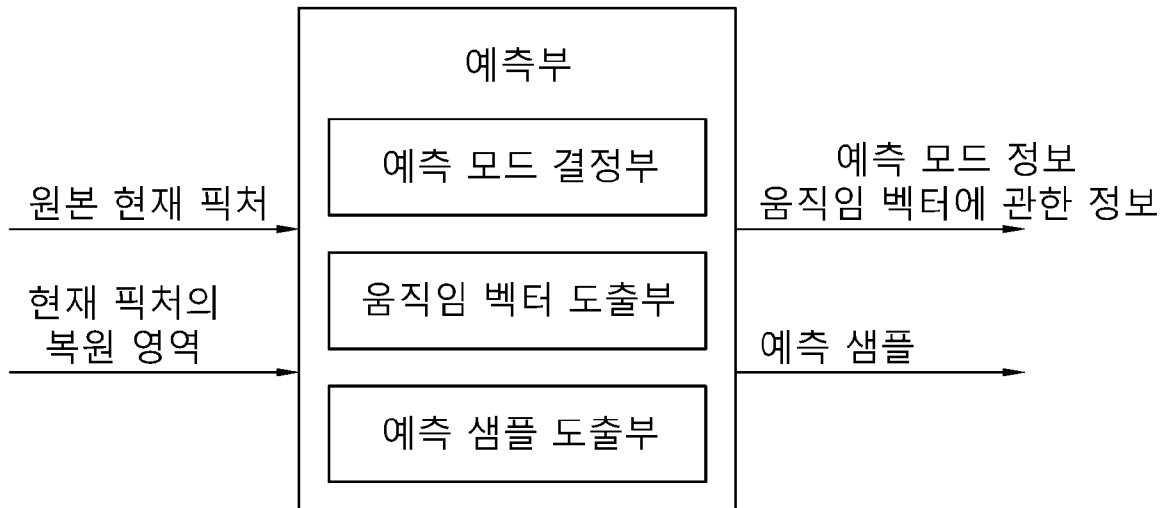 예측부
예측 모드 결정부
움직임 벡터 도출부
예측 샘플 도출부
원본 현재 픽처
현재 픽처의
복원 영역
예측 모드 정보
움직임 벡터에 관한 정보
예측 샘플